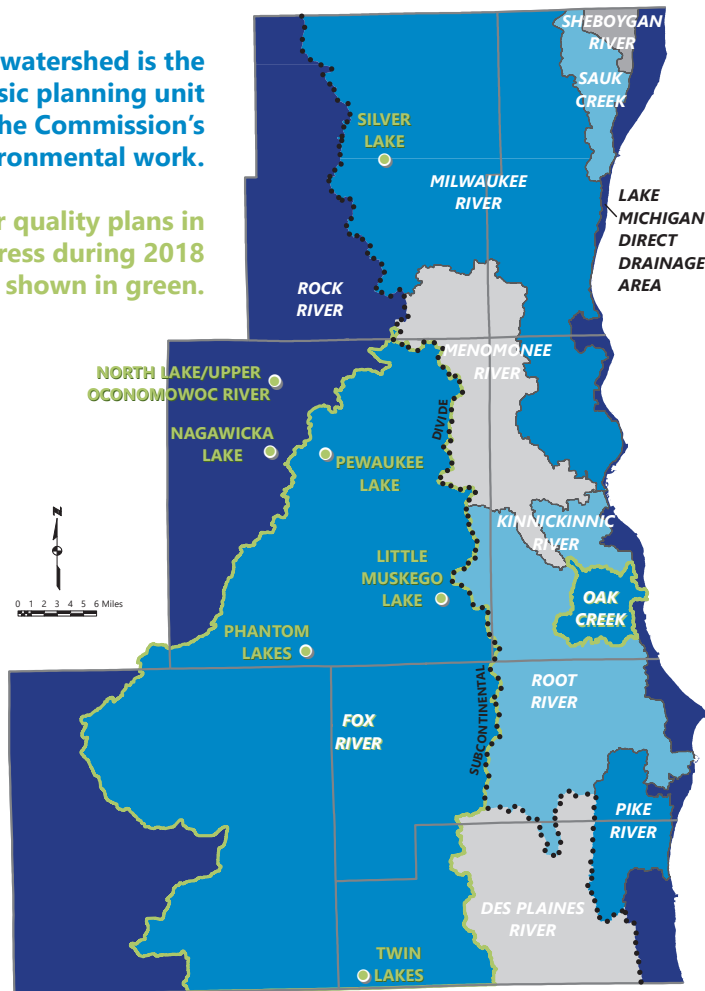 watershed is the
sic planning unit
he Commission's
ronmental work.
r quality plans in
ress during 2018
shown in green.
SHEBOYGAN
RIVER
SAUK
CREEK
SILVER
LAKE
MILWAUKEE
RIVER
LAKE
MICHIGAN
DIRECT
DRAINAGE
AREA
ROCK
RIVER
MENOMONEE
RIVER
NORTH LAKE/UPPER
OCONOMOWOC RIVER
DIVIDE
NAGAWICKA
LAKE
PEWAUKEE
LAKE
KINNICKINNIC
RIVER
N
LITTLE
MUSKEGO
LAKE
OAK
CREEK
0 1 2 3 4 5 6 Miles
PHANTOM
LAKES
ROOT
RIVER
SUBCONTINENTAL
FOX
RIVER
PIKE
RIVER
DES PLAINES
RIVER
TWIN
LAKES